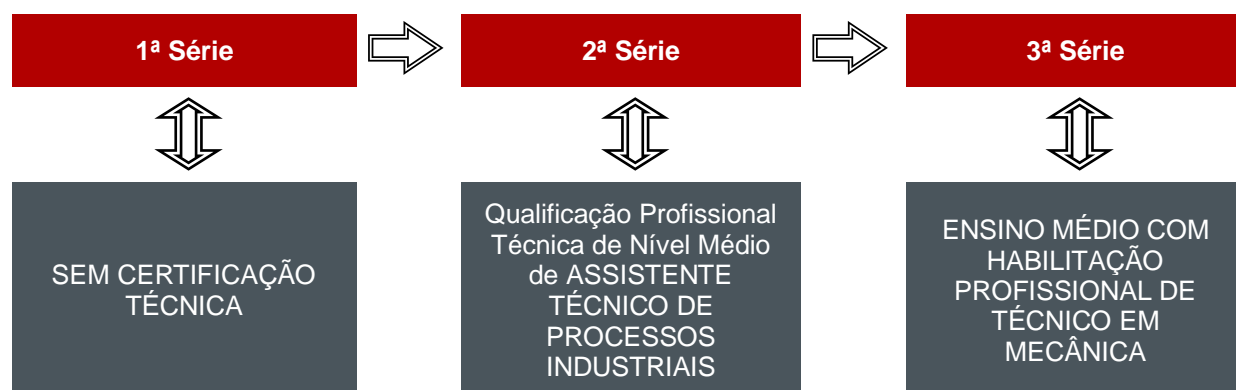 1ª Série
2ª Série
3ª Série
SEM CERTIFICAÇÃO
TÉCNICA
Qualificação Profissional
Técnica de Nível Médio
de ASSISTENTE
TÉCNICO DE
PROCESSOS
INDUSTRIAIS
ENSINO MÉDIO COM
HABILITAÇÃO
PROFISSIONAL DE
TÉCNICO EM
MECÂNICA